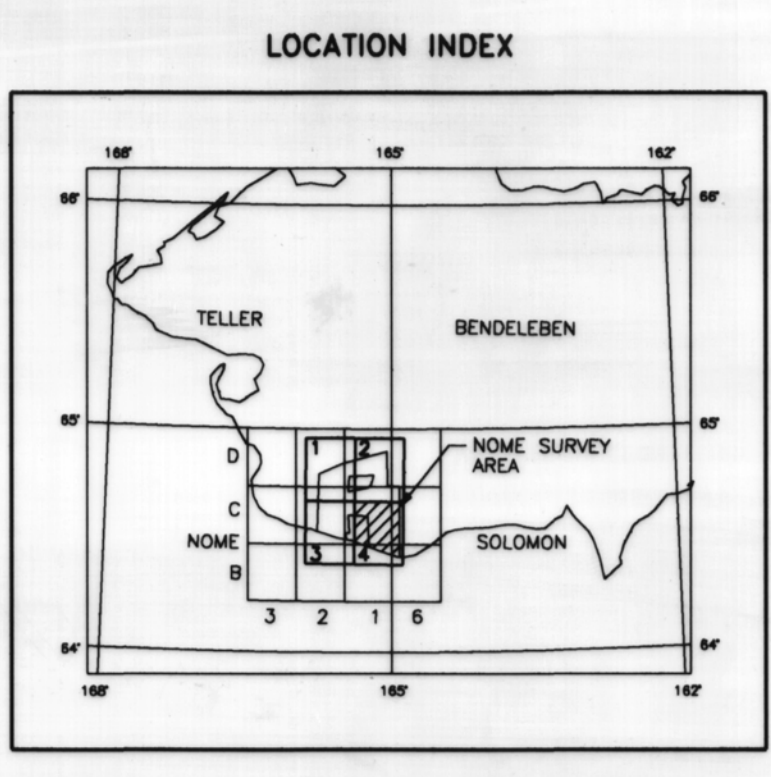 LOCATION INDEX
168' 165' 162'
66' 66'
TELLER
BENDELEBEN
65' 65'
1 2
NOME SURVEY
AREA
D
C
NOME
SOLOMON
3 4
B
3 2 1 6
64' 64'
168' 165' 162'